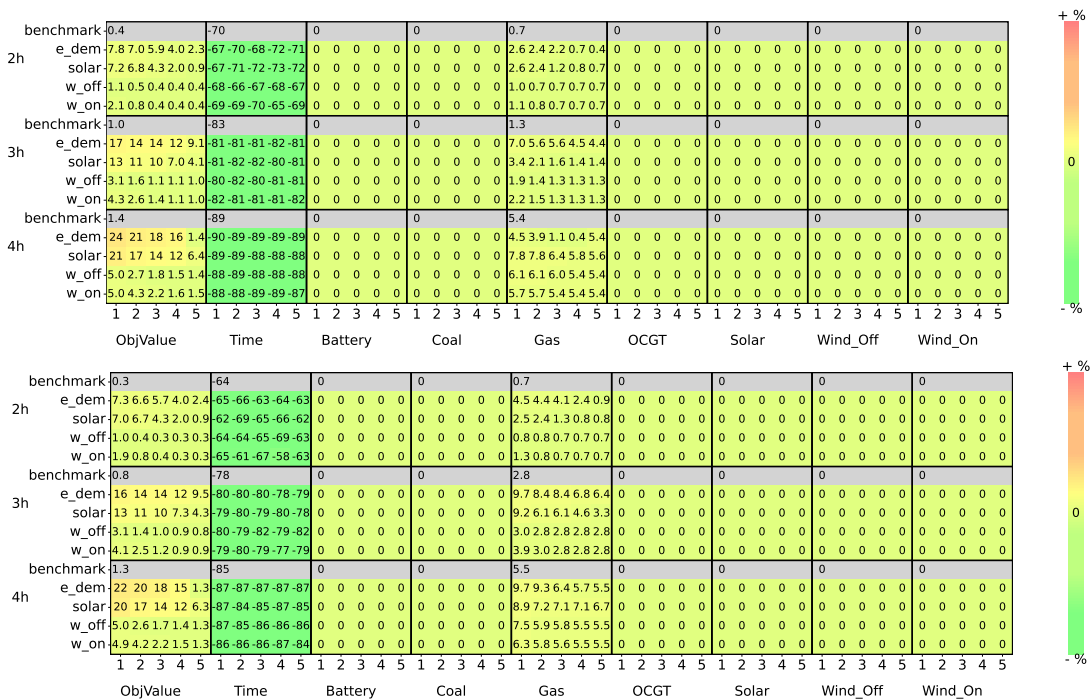 + %
benchmark 0.4 -70 0 0 0.7 0 0 0 0
2h
e_dem 7.8 7.0 5.9 4.0 2.3 -67 -70 -68 -72 -71 0 0 0 0 0 0 0 0 0 0 2.6 2.4 2.2 0.7 0.4 0 0 0 0 0 0 0 0 0 0 0 0 0 0 0 0 0 0 0 0
solar 7.2 6.8 4.3 2.0 0.9 -67 -71 -72 -73 -72 0 0 0 0 0 0 0 0 0 0 2.6 2.4 1.2 0.8 0.7 0 0 0 0 0 0 0 0 0 0 0 0 0 0 0 0 0 0 0 0
w_off 1.1 0.5 0.4 0.4 0.4 -68 -66 -67 -68 -67 0 0 0 0 0 0 0 0 0 0 1.0 0.7 0.7 0.7 0.7 0 0 0 0 0 0 0 0 0 0 0 0 0 0 0 0 0 0 0 0
w_on 2.1 0.8 0.4 0.4 0.4 -69 -69 -70 -65 -69 0 0 0 0 0 0 0 0 0 0 1.1 0.8 0.7 0.7 0.7 0 0 0 0 0 0 0 0 0 0 0 0 0 0 0 0 0 0 0 0
benchmark 1.0 -83 0 0 1.3 0 0 0 0
3h
e_dem 17 14 14 12 9.1 -81 -81 -81 -82 -81 0 0 0 0 0 0 0 0 0 0 7.0 5.6 5.6 4.5 4.4 0 0 0 0 0 0 0 0 0 0 0 0 0 0 0 0 0 0 0 0
solar 13 11 10 7.0 4.1 -81 -82 -82 -80 -81 0 0 0 0 0 0 0 0 0 0 3.4 2.1 1.6 1.4 1.4 0 0 0 0 0 0 0 0 0 0 0 0 0 0 0 0 0 0 0 0
0
w_off 3.1 1.6 1.1 1.1 1.0 -80 -82 -80 -81 -81 0 0 0 0 0 0 0 0 0 0 1.9 1.4 1.3 1.3 1.3 0 0 0 0 0 0 0 0 0 0 0 0 0 0 0 0 0 0 0 0
w_on 4.3 2.6 1.4 1.1 1.0 -82 -81 -81 -81 -82 0 0 0 0 0 0 0 0 0 0 2.2 1.5 1.3 1.3 1.3 0 0 0 0 0 0 0 0 0 0 0 0 0 0 0 0 0 0 0 0
benchmark 1.4 -89 0 0 5.4 0 0 0 0
4h
e_dem 24 21 18 16 1.4 -90 -89 -89 -89 -89 0 0 0 0 0 0 0 0 0 0 4.5 3.9 1.1 0.4 5.4 0 0 0 0 0 0 0 0 0 0 0 0 0 0 0 0 0 0 0 0
solar 21 17 14 12 6.4 -89 -89 -88 -88 -88 0 0 0 0 0 0 0 0 0 0 7.8 7.8 6.4 5.8 5.6 0 0 0 0 0 0 0 0 0 0 0 0 0 0 0 0 0 0 0 0
w_off 5.0 2.7 1.8 1.5 1.4 -88 -89 -88 -88 -88 0 0 0 0 0 0 0 0 0 0 6.1 6.1 6.0 5.4 5.4 0 0 0 0 0 0 0 0 0 0 0 0 0 0 0 0 0 0 0 0
w_on 5.0 4.3 2.2 1.6 1.5 -88 -88 -89 -89 -87 0 0 0 0 0 0 0 0 0 0 5.7 5.7 5.4 5.4 5.4 0 0 0 0 0 0 0 0 0 0 0 0 0 0 0 0 0 0 0 0
- %
1 2 3 4 5 1 2 3 4 5 1 2 3 4 5 1 2 3 4 5 1 2 3 4 5 1 2 3 4 5 1 2 3 4 5 1 2 3 4 5 1 2 3 4 5
ObjValue Time Battery Coal Gas OCGT Solar Wind_Off Wind_On
+ %
benchmark 0.3 -64 0 0 0.7 0 0 0 0
2h
e_dem 7.3 6.6 5.7 4.0 2.4 -65 -66 -63 -64 -63 0 0 0 0 0 0 0 0 0 0 4.5 4.4 4.1 2.4 0.9 0 0 0 0 0 0 0 0 0 0 0 0 0 0 0 0 0 0 0 0
solar 7.0 6.7 4.3 2.0 0.9 -62 -69 -65 -66 -62 0 0 0 0 0 0 0 0 0 0 2.5 2.4 1.3 0.8 0.8 0 0 0 0 0 0 0 0 0 0 0 0 0 0 0 0 0 0 0 0
w_off 1.0 0.4 0.3 0.3 0.3 -64 -64 -65 -69 -63 0 0 0 0 0 0 0 0 0 0 0.8 0.8 0.7 0.7 0.7 0 0 0 0 0 0 0 0 0 0 0 0 0 0 0 0 0 0 0 0
w_on 1.9 0.8 0.4 0.3 0.3 -65 -61 -67 -58 -63 0 0 0 0 0 0 0 0 0 0 1.3 0.8 0.7 0.7 0.7 0 0 0 0 0 0 0 0 0 0 0 0 0 0 0 0 0 0 0 0
benchmark 0.8 -78 0 0 2.8 0 0 0 0
3h
e_dem 16 14 14 12 9.5 -80 -80 -80 -78 -79 0 0 0 0 0 0 0 0 0 0 9.7 8.4 8.4 6.8 6.4 0 0 0 0 0 0 0 0 0 0 0 0 0 0 0 0 0 0 0 0
solar 13 11 10 7.3 4.3 -79 -80 -79 -80 -78 0 0 0 0 0 0 0 0 0 0 9.2 6.1 6.1 4.6 3.3 0 0 0 0 0 0 0 0 0 0 0 0 0 0 0 0 0 0 0 0
0
w_off 3.1 1.4 1.0 0.9 0.8 -80 -79 -82 -79 -82 0 0 0 0 0 0 0 0 0 0 3.0 2.8 2.8 2.8 2.8 0 0 0 0 0 0 0 0 0 0 0 0 0 0 0 0 0 0 0 0
w_on 4.1 2.5 1.2 0.9 0.8 -79 -80 -79 -77 -79 0 0 0 0 0 0 0 0 0 0 3.9 3.0 2.8 2.8 2.8 0 0 0 0 0 0 0 0 0 0 0 0 0 0 0 0 0 0 0 0
benchmark 1.3 -85 0 0 5.5 0 0 0 0
4h
e_dem 22 20 18 15 1.3 -87 -87 -87 -87 -87 0 0 0 0 0 0 0 0 0 0 9.7 9.3 6.4 5.7 5.5 0 0 0 0 0 0 0 0 0 0 0 0 0 0 0 0 0 0 0 0
solar 20 17 14 12 6.3 -87 -84 -85 -87 -85 0 0 0 0 0 0 0 0 0 0 8.9 7.2 7.1 7.1 6.7 0 0 0 0 0 0 0 0 0 0 0 0 0 0 0 0 0 0 0 0
w_off 5.0 2.6 1.7 1.4 1.3 -87 -85 -86 -86 -86 0 0 0 0 0 0 0 0 0 0 7.5 5.9 5.8 5.5 5.5 0 0 0 0 0 0 0 0 0 0 0 0 0 0 0 0 0 0 0 0
w_on 4.9 4.2 2.2 1.5 1.3 -86 -86 -86 -87 -84 0 0 0 0 0 0 0 0 0 0 6.3 5.8 5.6 5.5 5.5 0 0 0 0 0 0 0 0 0 0 0 0 0 0 0 0 0 0 0 0
- %
1 2 3 4 5 1 2 3 4 5 1 2 3 4 5 1 2 3 4 5 1 2 3 4 5 1 2 3 4 5 1 2 3 4 5 1 2 3 4 5 1 2 3 4 5
ObjValue Time Battery Coal Gas OCGT Solar Wind_Off Wind_On